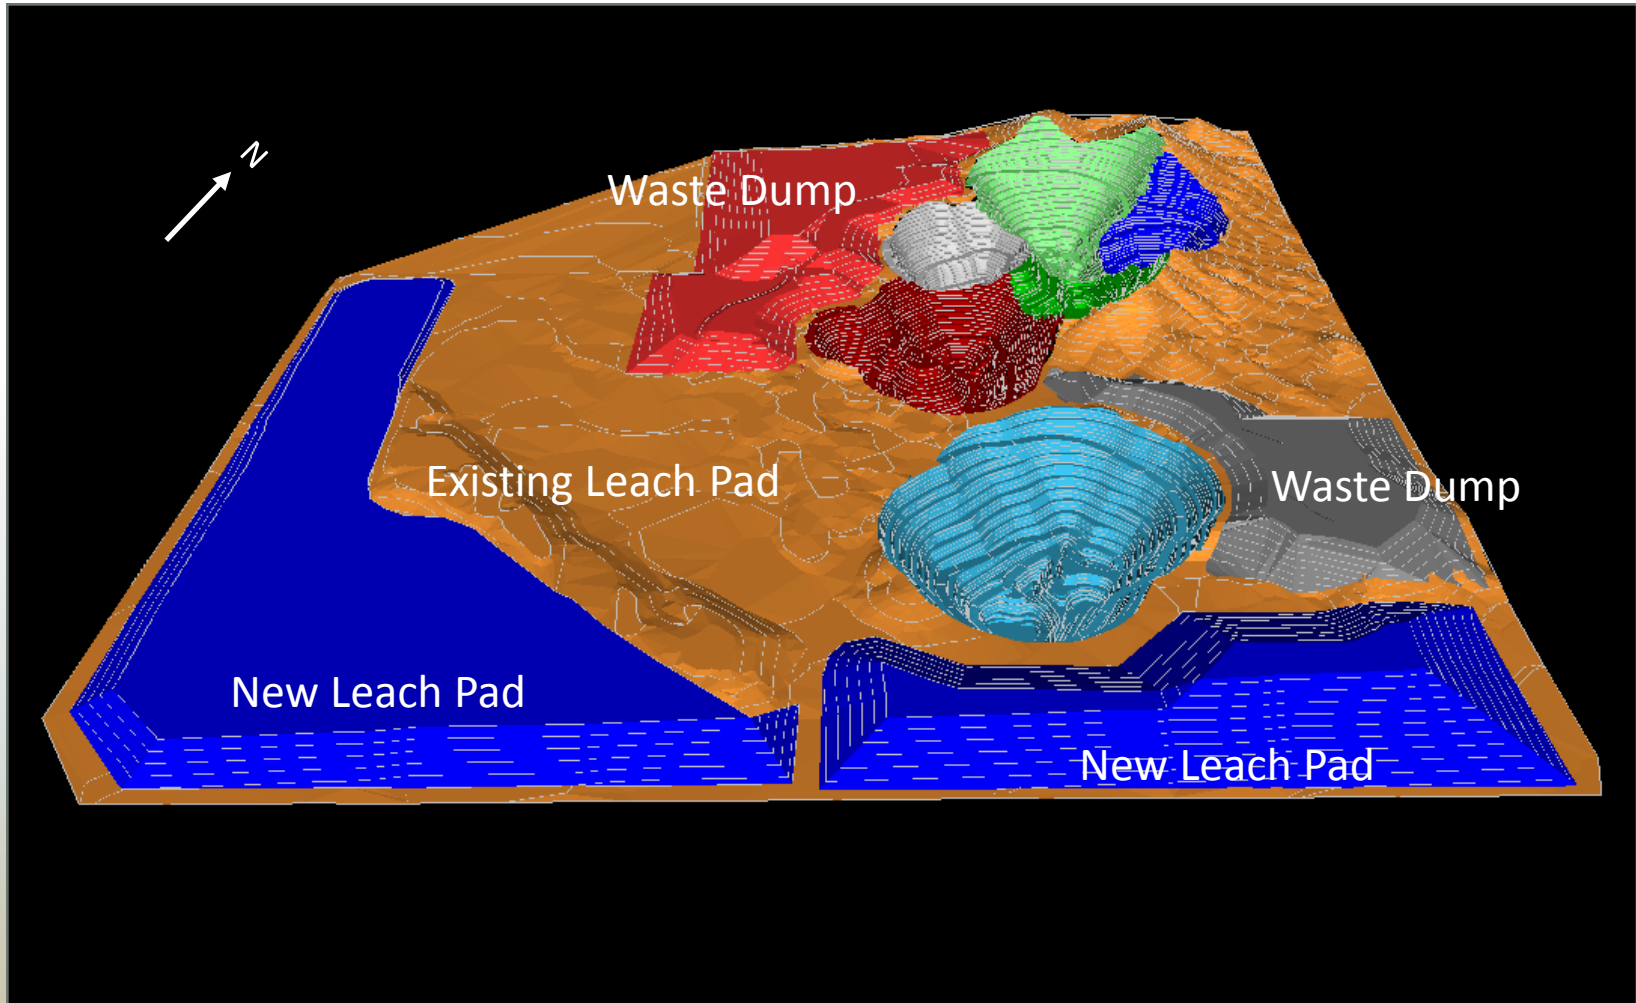 N
Waste Dump
Existing Leach Pad
Waste Dump
New Leach Pad
New Leach Pad